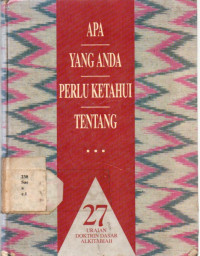 APA
YANG ANDA
PERLU KETAHUI
TENTANG
...
27
URAIAN
DOKTRIN DASAR
ALKITABIAH